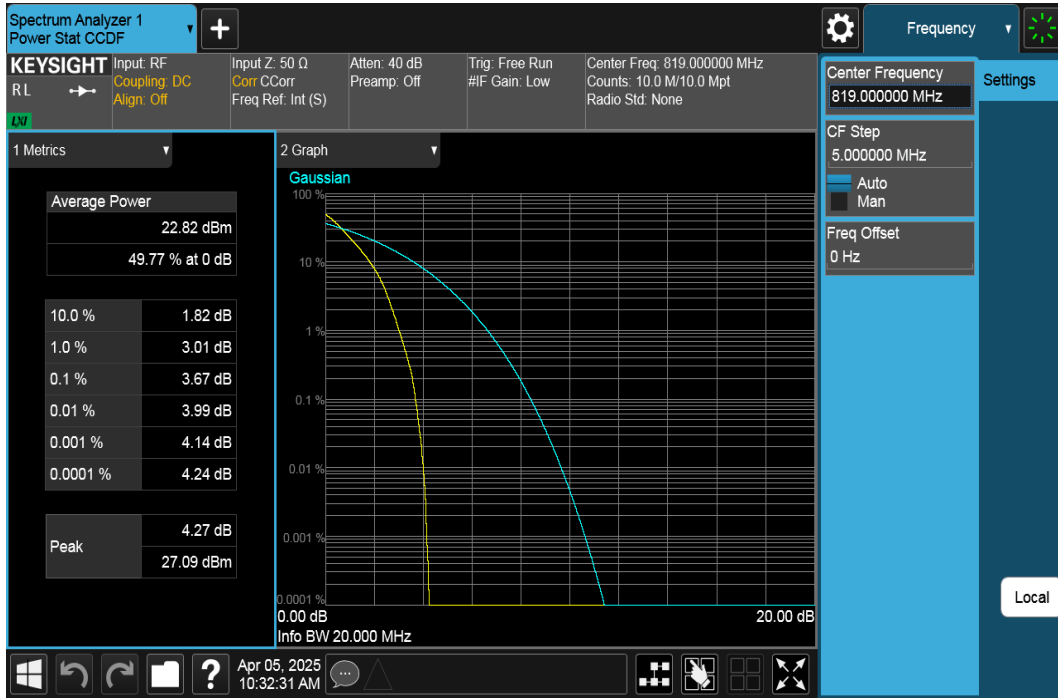 Spectrum Analyzer 1
Power Stat CCDF
Frequency
KEYSIGHT
RL
LXI
Input: RF
Coupling: DC
Align: Off
Input Z: 50 Ω
Corr CCorr
Freq Ref: Int (S)
Atten: 40 dB
Preamp: Off
Trig: Free Run
#IF Gain: Low
Center Freq: 819.000000 MHz
Counts: 10.0 M/10.0 Mpt
Radio Std: None
Center Frequency
819.000000 MHz
Settings
CF Step
5.000000 MHz
Auto
Man
Freq Offset
0 Hz
1 Metrics
Average Power
22.82 dBm
49.77 % at 0 dB
10.0 % 1.82 dB
1.0 % 3.01 dB
0.1 % 3.67 dB
0.01 % 3.99 dB
0.001 % 4.14 dB
0.0001 % 4.24 dB
Peak
4.27 dB
27.09 dBm
2 Graph
Gaussian
100 %
10 %
1 %
0.1 %
0.01 %
0.001 %
0.0001 %
0.00 dB 20.00 dB
Info BW 20.000 MHz
Local
?
Apr 05, 2025
10:32:31 AM